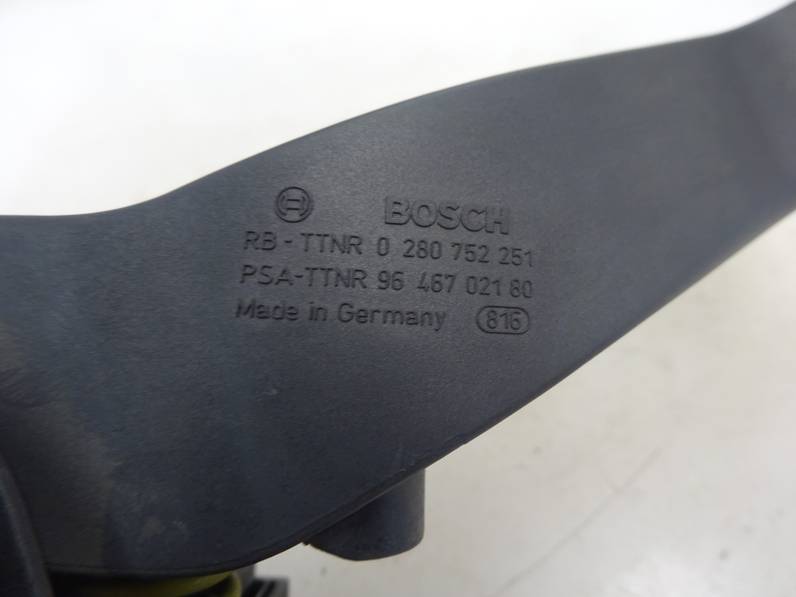 BOSCH
RB - TTNR 0 280 752 251
PSA-TTNR 96 467 021 80
Made in Germany 816